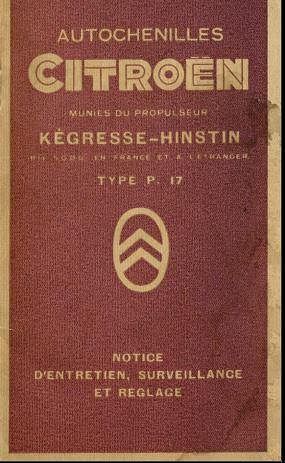 AUTOCHENILLES
CITROËN
MUNIES DU PROPULSEUR
KÉGRESSE-HINSTIN
S.G.D.G. EN FRANCE ET A L'ETRANGER
TYPE P. 17
NOTICE
D'ENTRETIEN, SURVEILLANCE
ET REGLAGE